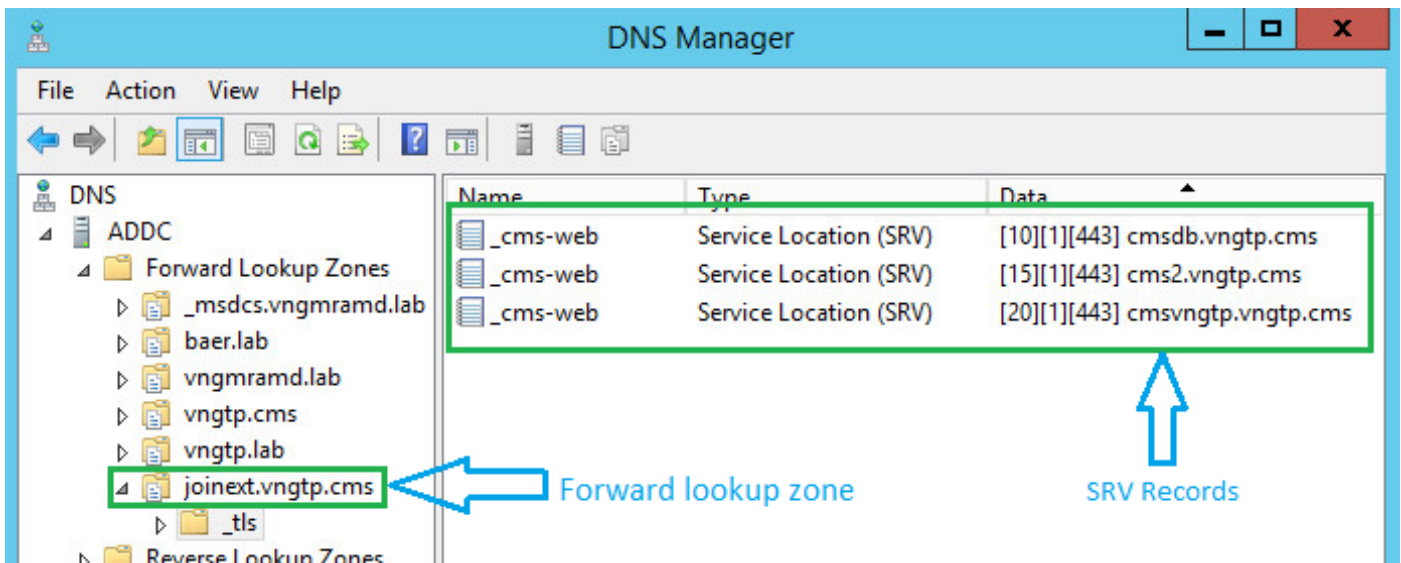 DNS Manager
File Action View Help
DNS
ADDC
Forward Lookup Zones
_msdcs.vngmramd.lab
baer.lab
vngmramd.lab
vngtp.cms
vngtp.lab
joinext.vngtp.cms
_tls
Reverse Lookup Zones
Name Type Data
_cms-web Service Location (SRV) [10][1][443] cmsdb.vngtp.cms
_cms-web Service Location (SRV) [15][1][443] cms2.vngtp.cms
_cms-web Service Location (SRV) [20][1][443] cmsvngtp.vngtp.cms
Forward lookup zone
SRV Records